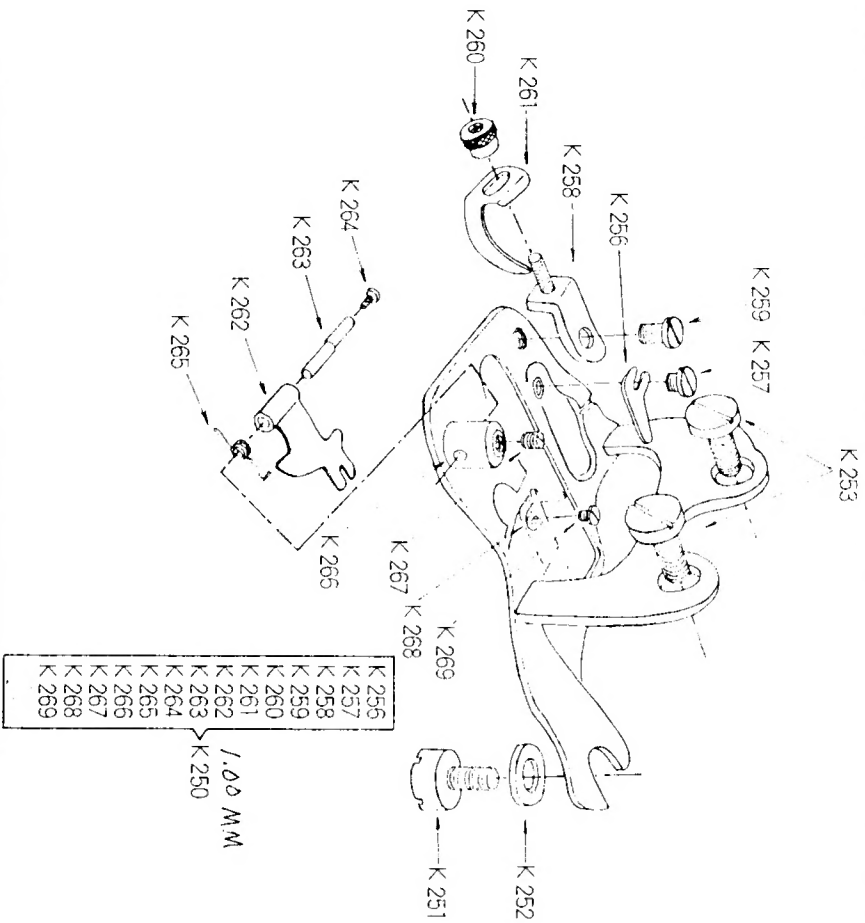 K 260
K 261
K 258
K 256
K 259
K 257
K 253
K 264
K 263
K 262
K 265
K 266
K 267
K 268
K 269
K 252
K 251
K 256
K 257
K 258
K 259
K 260
K 261
K 262
K 263
K 264
K 265
K 266
K 267
K 268
K 269
K 250
1.00 MM